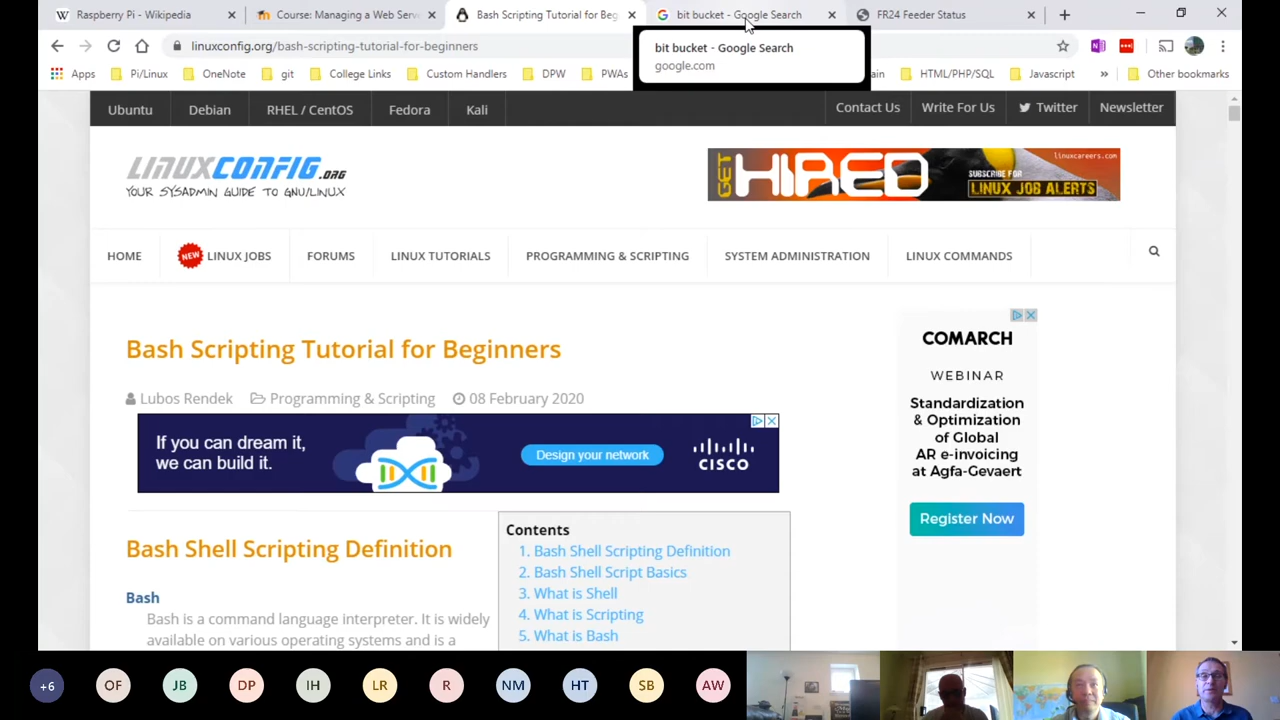 Raspberry Pi - Wikipedia
Course: Managing a Web Serve
Bash Scripting Tutorial for Beg
bit bucket - Google Search
FR24 Feeder Status
linuxconfig.org/bash-scripting-tutorial-for-beginners
bit bucket - Google Search
google.com
Apps
Pi/Linux
OneNote
git
College Links
Custom Handlers
DPW
PWAs
ain
HTML/PHP/SQL
Javascript
»
Other bookmarks
Ubuntu
Debian
RHEL / CentOS
Fedora
Kali
Contact Us
Write For Us
Twitter
Newsletter
LINUXCONFIG.ORG
YOUR SYSADMIN GUIDE TO GNU/LINUX
GET HIRED
linuxcareers.com
SUBSCRIBE FOR
LINUX JOB ALERTS
HOME
NEW
LINUX JOBS
FORUMS
LINUX TUTORIALS
PROGRAMMING & SCRIPTING
SYSTEM ADMINISTRATION
LINUX COMMANDS
Bash Scripting Tutorial for Beginners
Lubos Rendek
Programming & Scripting
08 February 2020
If you can dream it,
we can build it.
Design your network
CISCO
COMARCH
WEBINAR
Standardization
& Optimization
of Global
AR e-invoicing
at Agfa-Gevaert
Register Now
Bash Shell Scripting Definition
Bash
Bash is a command language interpreter. It is widely
available on various operating systems and is a
Contents
1. Bash Shell Scripting Definition
2. Bash Shell Script Basics
3. What is Shell
4. What is Scripting
5. What is Bash
+6
OF
JB
DP
IH
LR
R
NM
HT
SB
AW